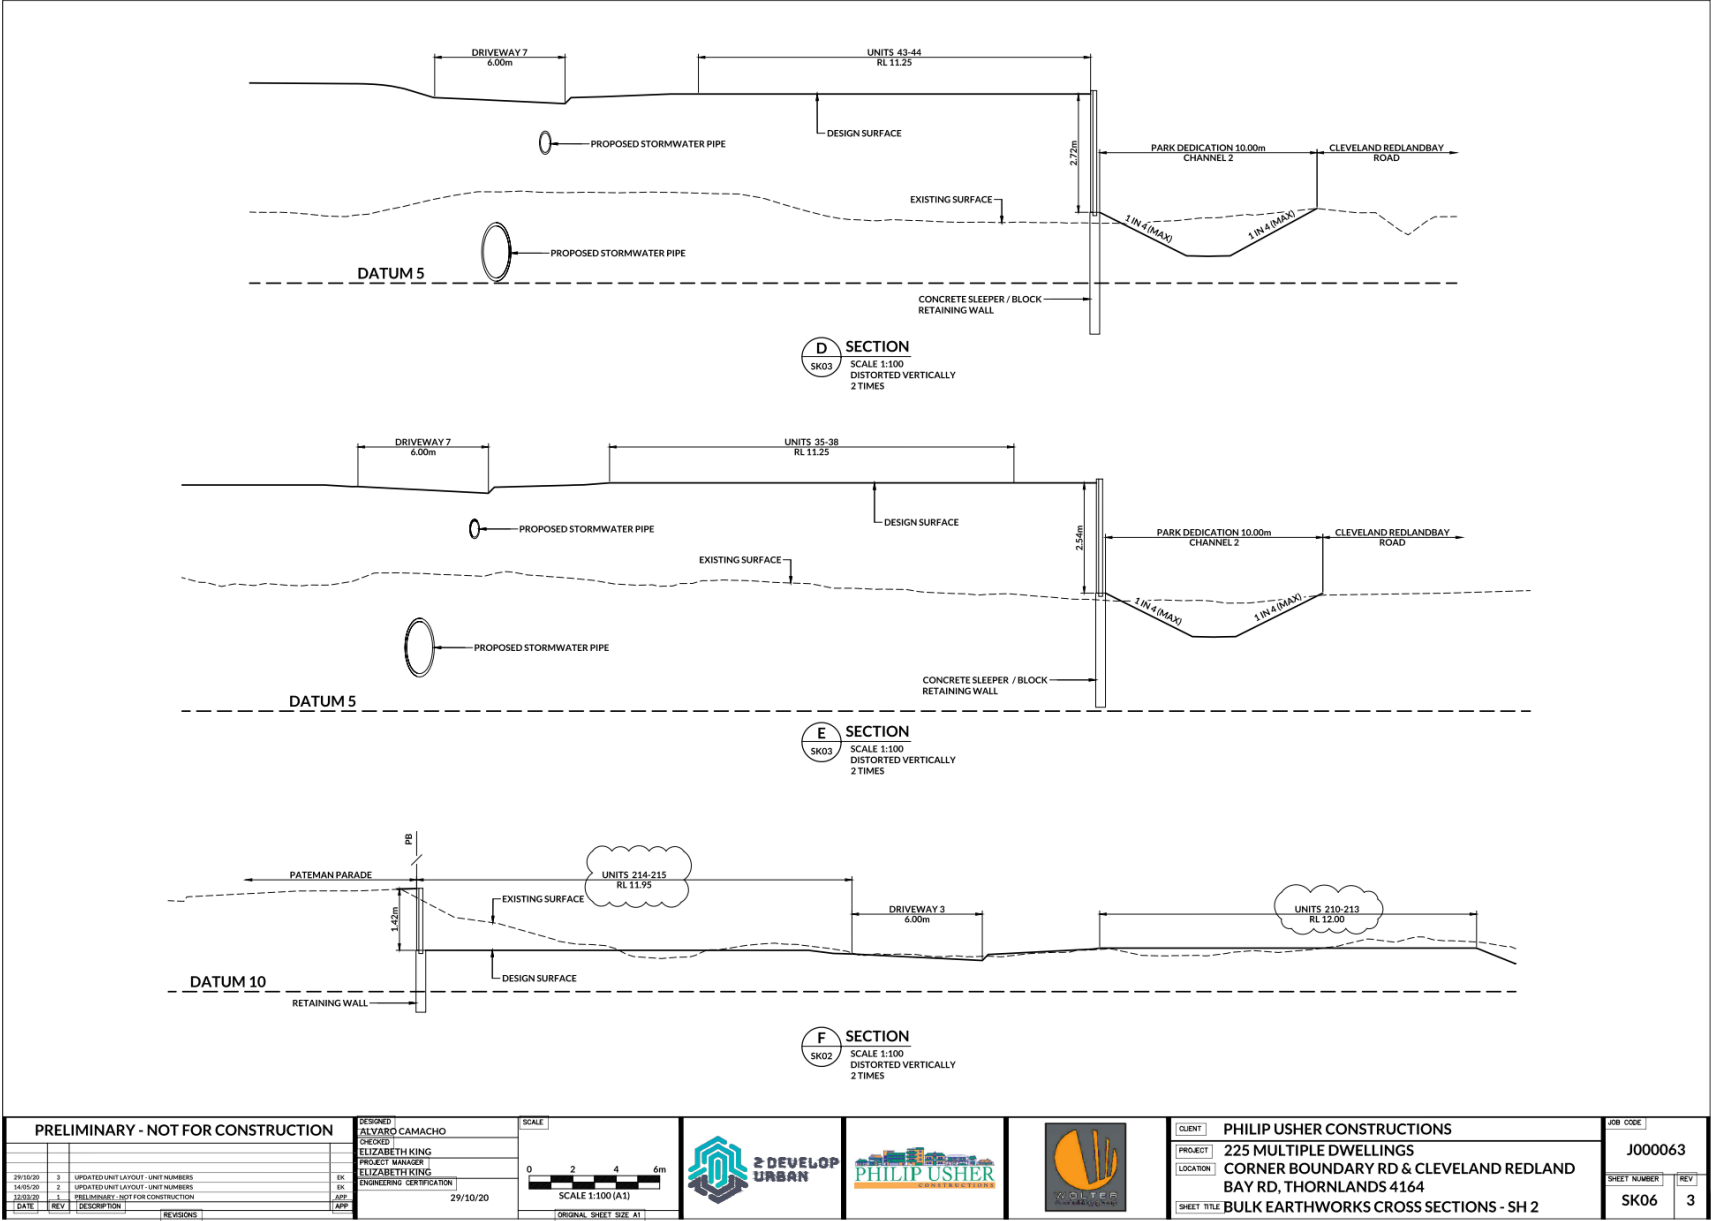 DRIVEWAY 7
6.00m
UNITS 43-44
RL 11.25
DESIGN SURFACE
PROPOSED STORMWATER PIPE
2.72m
PARK DEDICATION 10.00m
CHANNEL 2
CLEVELAND REDLANDBAY
ROAD
EXISTING SURFACE
1 IN 4 (MAX)
1 IN 4 (MAX)
PROPOSED STORMWATER PIPE
DATUM 5
CONCRETE SLEEPER / BLOCK
RETAINING WALL
D
SK03
SECTION
SCALE 1:100
DISTORTED VERTICALLY
2 TIMES
DRIVEWAY 7
6.00m
UNITS 35-38
RL 11.25
DESIGN SURFACE
PROPOSED STORMWATER PIPE
2.54m
PARK DEDICATION 10.00m
CHANNEL 2
CLEVELAND REDLANDBAY
ROAD
EXISTING SURFACE
1 IN 4 (MAX)
1 IN 4 (MAX)
PROPOSED STORMWATER PIPE
CONCRETE SLEEPER / BLOCK
RETAINING WALL
DATUM 5
E
SK03
SECTION
SCALE 1:100
DISTORTED VERTICALLY
2 TIMES
PB
PATEMAN PARADE
UNITS 214-215
RL 11.95
EXISTING SURFACE
1.42m
DRIVEWAY 3
6.00m
UNITS 210-213
RL 12.00
DESIGN SURFACE
DATUM 10
RETAINING WALL
F
SK02
SECTION
SCALE 1:100
DISTORTED VERTICALLY
2 TIMES
PRELIMINARY - NOT FOR CONSTRUCTION
29/10/20 3 UPDATED UNIT LAYOUT - UNIT NUMBERS EK
14/05/20 2 UPDATED UNIT LAYOUT - UNIT NUMBERS EK
12/03/20 1 PRELIMINARY - NOT FOR CONSTRUCTION APP
DATE REV DESCRIPTION APP
REVISIONS
DESIGNED
ALVARO CAMACHO
CHECKED
ELIZABETH KING
PROJECT MANAGER
ELIZABETH KING
ENGINEERING CERTIFICATION
29/10/20
SCALE
0 2 4 6m
SCALE 1:100 (A1)
ORIGINAL SHEET SIZE A1
2 DEVELOP
URBAN
PHILIP USHER
CONSTRUCTIONS
WOLTER
CLIENT PHILIP USHER CONSTRUCTIONS
PROJECT 225 MULTIPLE DWELLINGS
LOCATION CORNER BOUNDARY RD & CLEVELAND REDLAND
BAY RD, THORNLANDS 4164
SHEET TITLE BULK EARTHWORKS CROSS SECTIONS - SH 2
JOB CODE
J000063
SHEET NUMBER REV
SK06 3